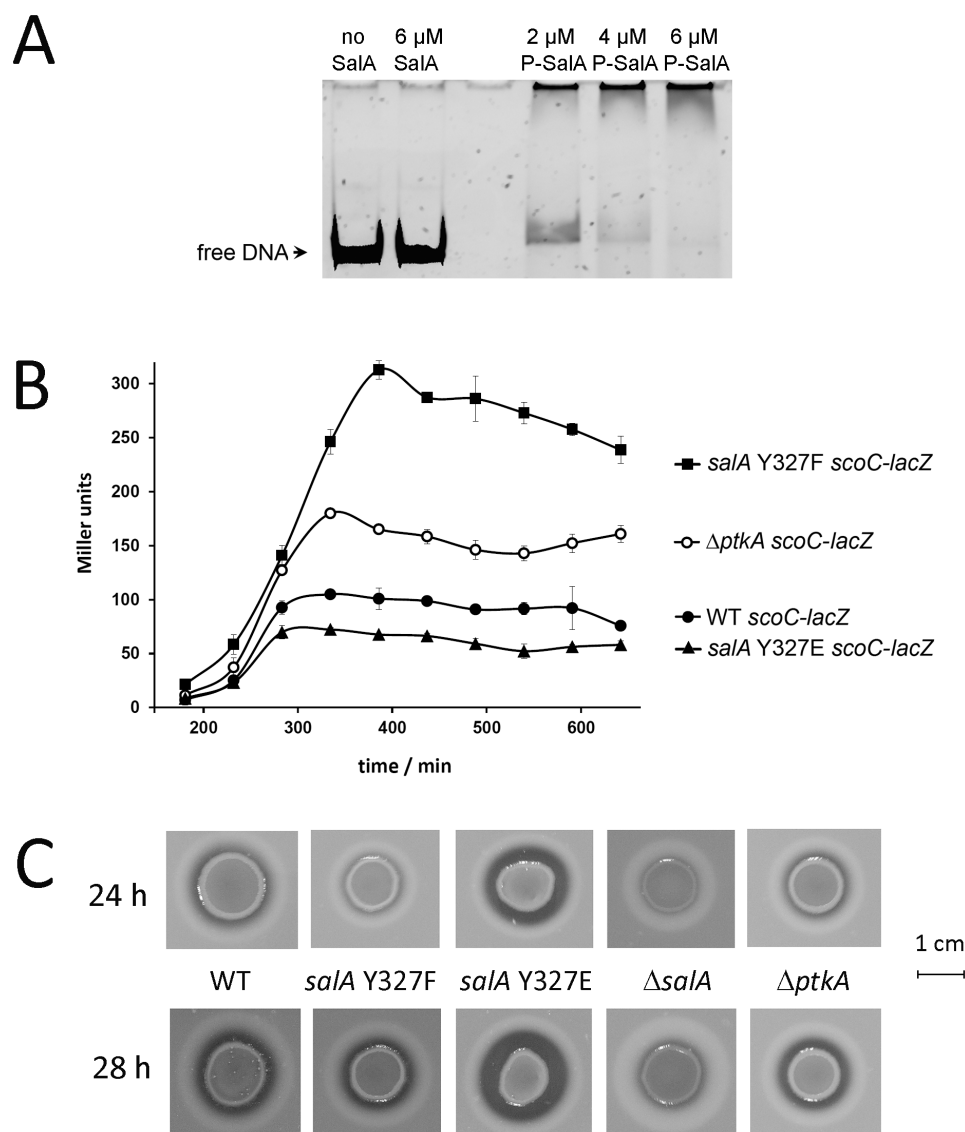 A
no
SalA
6 µM
SalA
2 µM
P-SalA
4 µM
P-SalA
6 µM
P-SalA
free DNA
B
300
250
200
150
100
50
0
Miller units
200
300
400
500
600
time / min
salA Y327F scoC-lacZ
ΔptkA scoC-lacZ
WT scoC-lacZ
salA Y327E scoC-lacZ
C
24 h
1 cm
WT
salA Y327F
salA Y327E
ΔsalA
ΔptkA
28 h